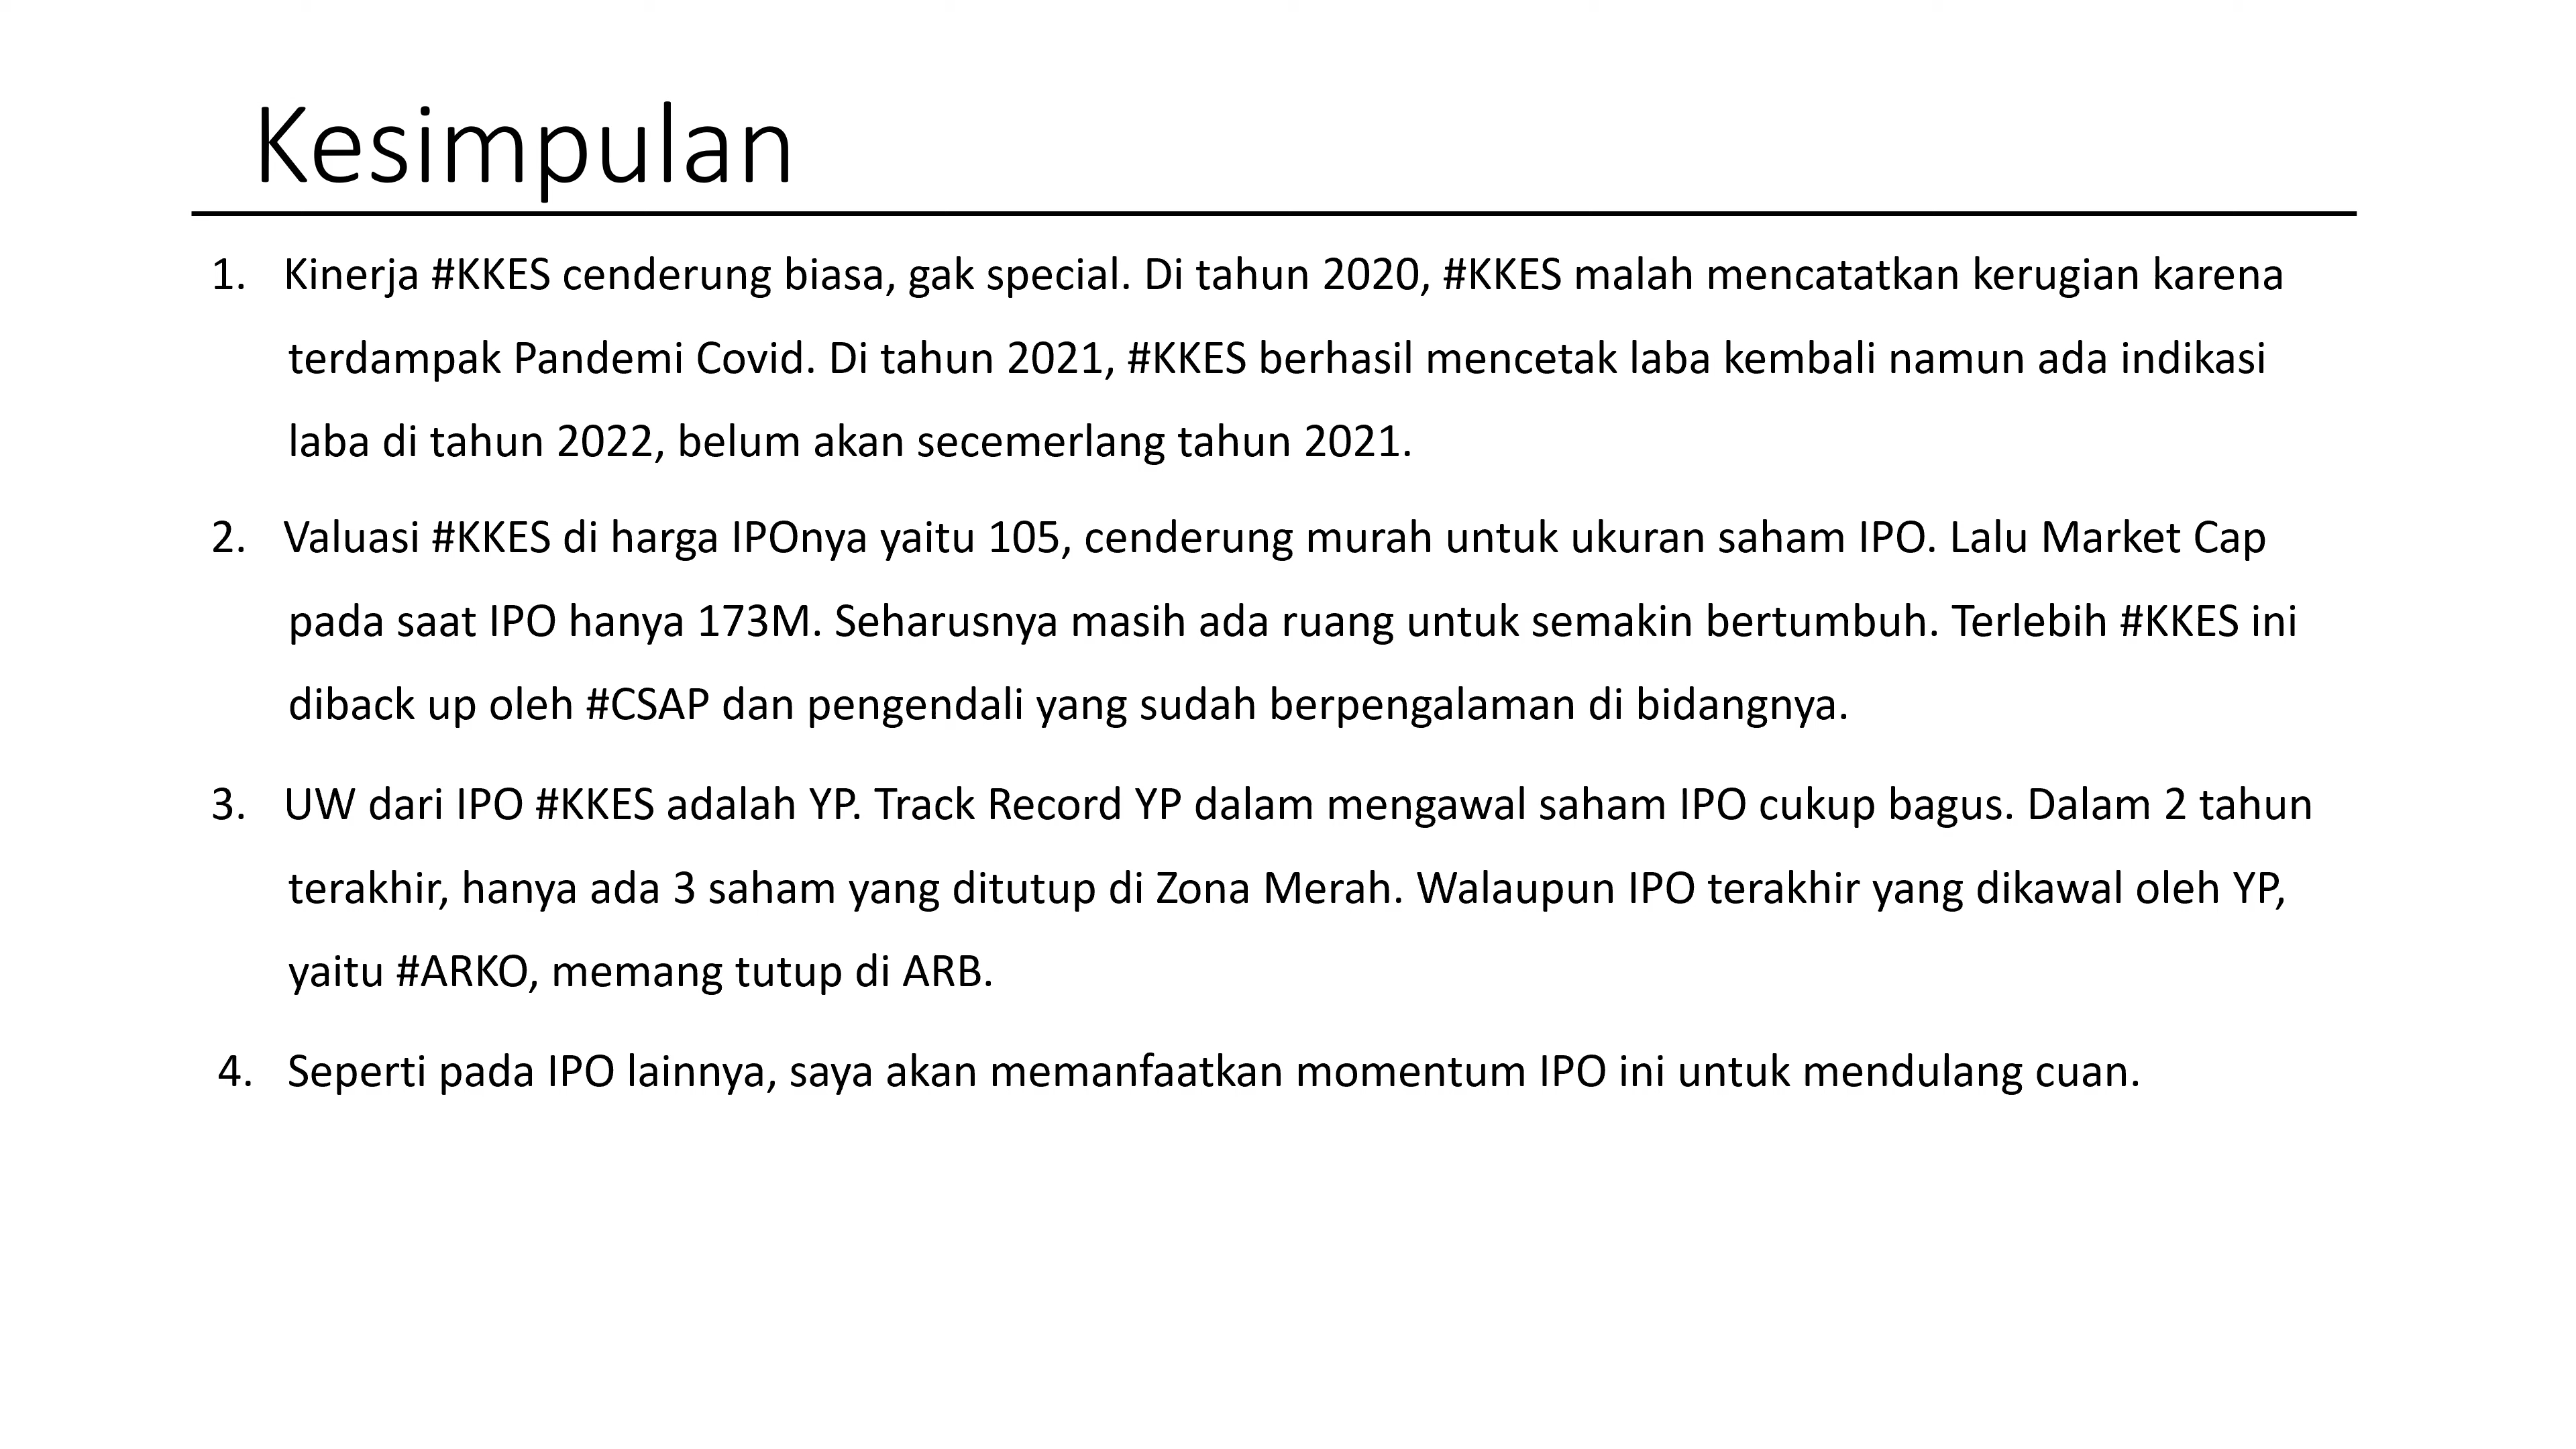 Kesimpulan
1. Kinerja #KKES cenderung biasa, gak special. Di tahun 2020, #KKES malah mencatatkan kerugian karena
terdampak Pandemi Covid. Di tahun 2021, #KKES berhasil mencetak laba kembali namun ada indikasi
laba di tahun 2022, belum akan secemerlang tahun 2021.
2. Valuasi #KKES di harga IPOnya yaitu 105, cenderung murah untuk ukuran saham IPO. Lalu Market Cap
pada saat IPO hanya 173M. Seharusnya masih ada ruang untuk semakin bertumbuh. Terlebih #KKES ini
diback up oleh #CSAP dan pengendali yang sudah berpengalaman di bidangnya.
3. UW dari IPO #KKES adalah YP. Track Record YP dalam mengawal saham IPO cukup bagus. Dalam 2 tahun
terakhir, hanya ada 3 saham yang ditutup di Zona Merah. Walaupun IPO terakhir yang dikawal oleh YP,
yaitu #ARKO, memang tutup di ARB.
4. Seperti pada IPO lainnya, saya akan memanfaatkan momentum IPO ini untuk mendulang cuan.